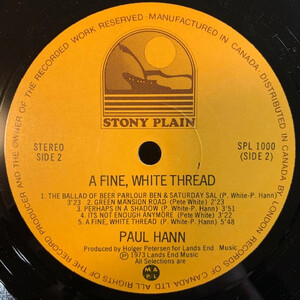 ALL RIGHTS OF THE RECORD PRODUCER AND THE OWNER OF THE RECORDED WORK RESERVED - MANUFACTURED IN CANADA, DISTRIBUTED IN CANADA BY LONDON RECORDS OF CANADA LTD.
STONY PLAIN
STEREO
SIDE 2
SPL 1000
(SIDE 2)
A FINE, WHITE THREAD
1. THE BALLAD OF BEER PARLOUR BEN & SATURDAY SAL (P. White-P. Hann)
3'23 2. GREEN MANSION ROAD (Pete White) 3'23
3. PERHAPS IN A SHADOW (P. White-P. Hann) 3'51
4. ITS NOT ENOUGH ANYMORE (Pete White) 3'22
5. A FINE, WHITE THREAD (P. White-P. Hann) 5'48
PAUL HANN
Produced by Holger Petersen for Lands End Music
Ⓟ 1973 Lands End Music
All Selections are